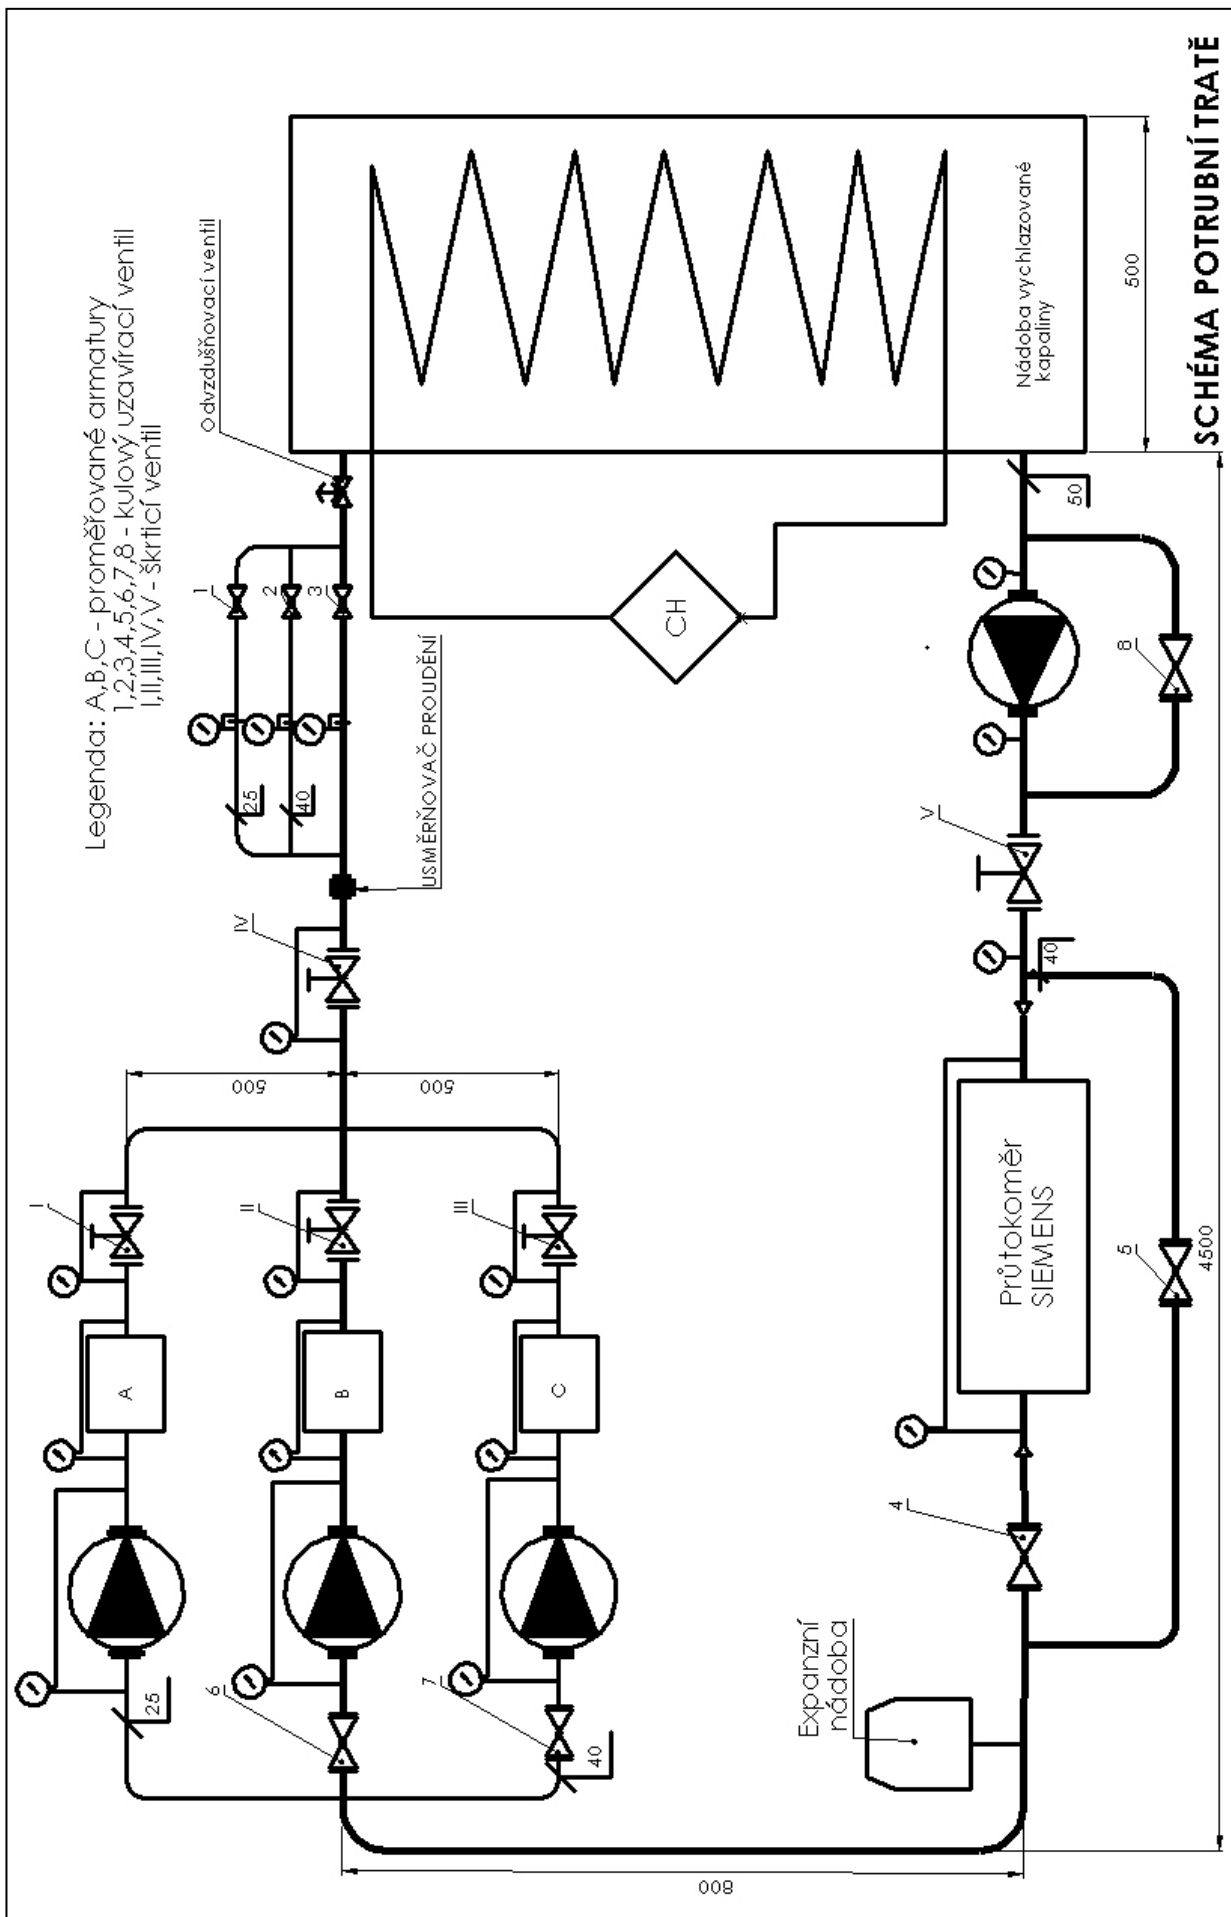 SCHÉMA POTRUBNÍ TRATĚ
Legenda: A,B,C - proměřované armatury
1,2,3,4,5,6,7,8 - kulový uzavírací ventil
I,II,III,IV,V - škrtící ventil
Odvzdušňovací ventil
1
2
3
25
40
USMĚRŇOVAČ PROUDĚNÍ
IV
CH
Nádoba vychlazované
kapaliny
500
50
8
V
40
500
500
I
II
III
A
B
C
Průtokoměr
SIEMENS
5
4500
4
25
6
7
40
Expanzní
nádoba
800